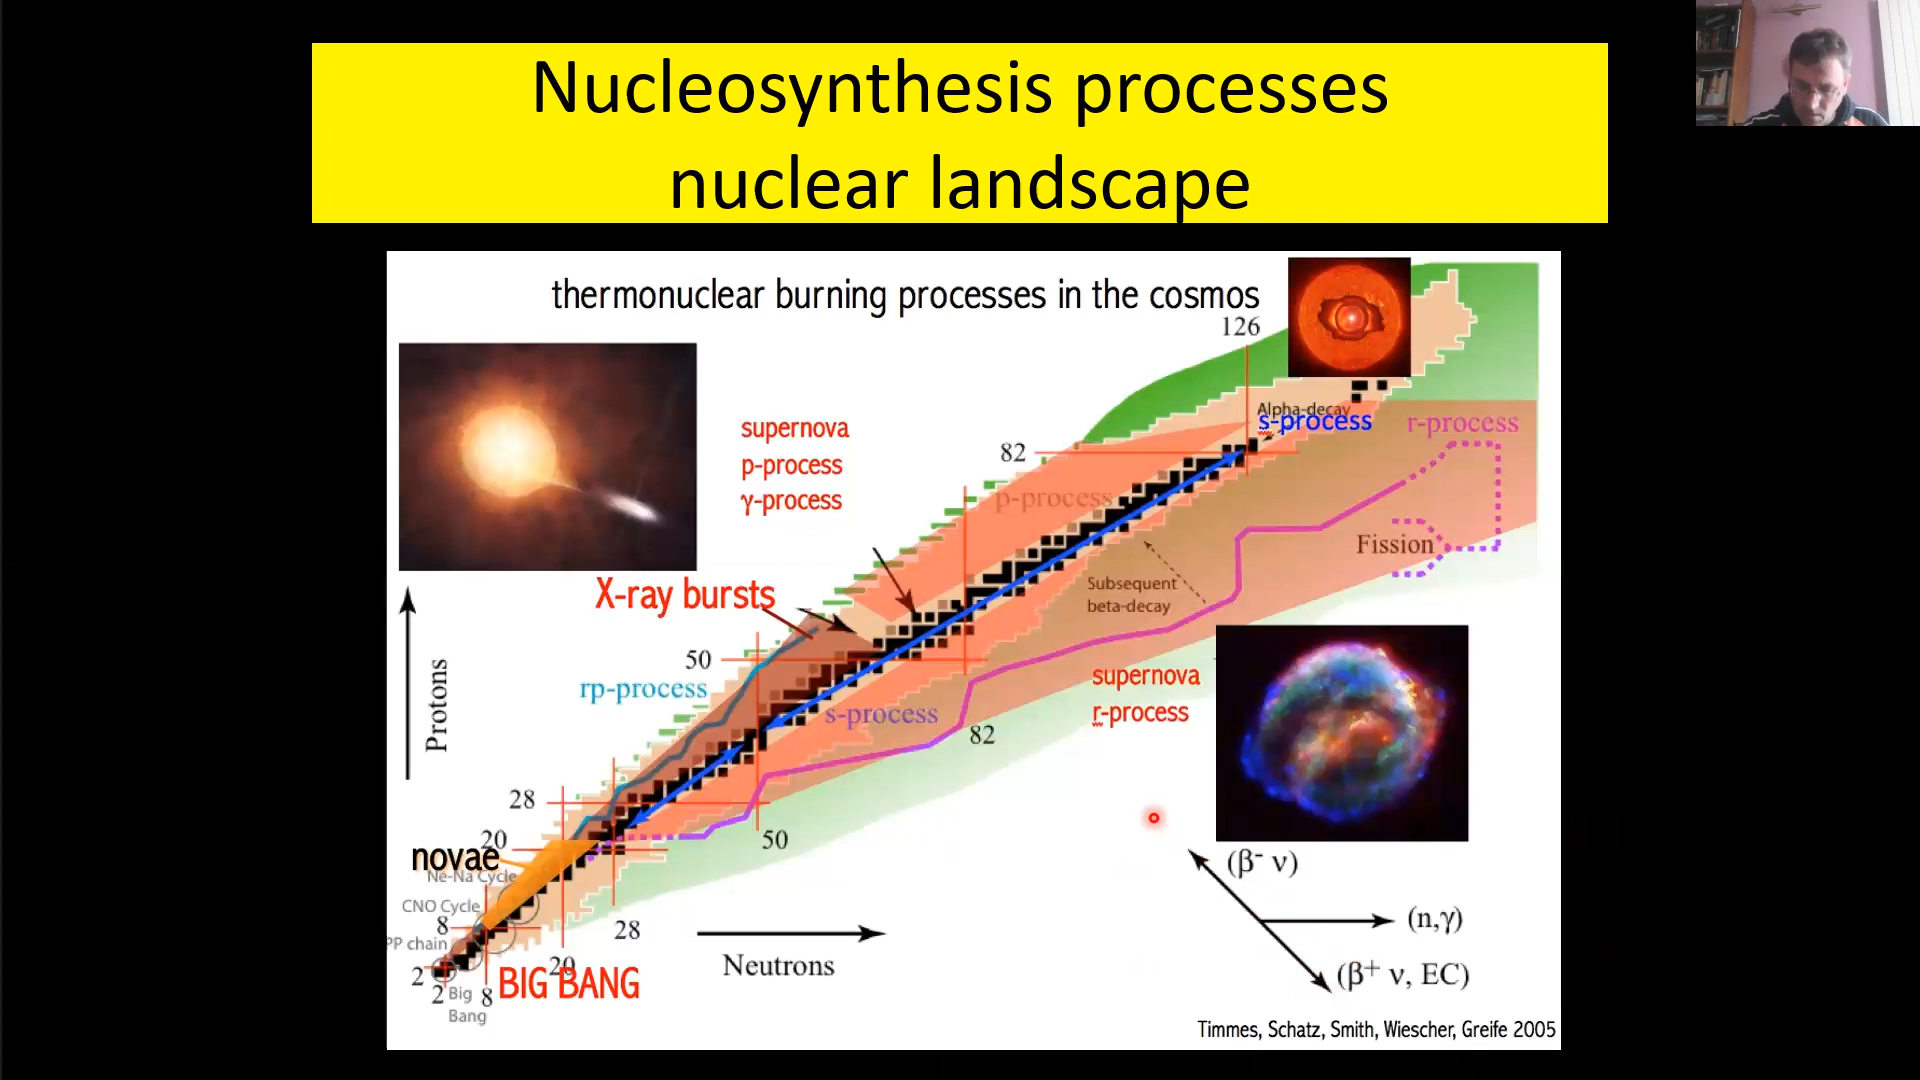 Nucleosynthesis processes
nuclear landscape
thermonuclear burning processes in the cosmos
126
supernova
p-process
γ-process
Alpha-decay
s-process
r-process
82
p-process
Fission
X-ray bursts
Subsequent
beta-decay
50
rp-process
Protons
s-process
supernova
r-process
82
28
20
50
novae
Ne-Na Cycle
CNO Cycle
8
PP chain
2
2
Big
Bang
8
BIG BANG
20
28
Neutrons
(β⁻ ν)
(n,γ)
(β⁺ ν, EC)
Timmes, Schatz, Smith, Wiescher, Greife 2005